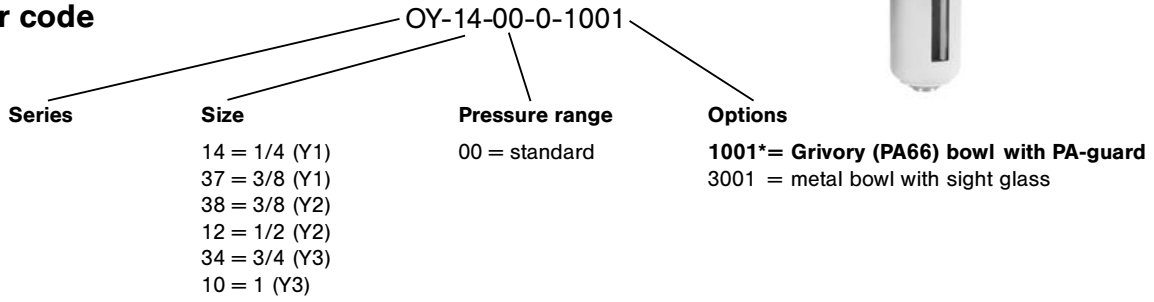 r code
OY-14-00-0-1001
Series
Size
Pressure range
Options
14 = 1/4 (Y1)
00 = standard
1001*= Grivory (PA66) bowl with PA-guard
37 = 3/8 (Y1)
3001 = metal bowl with sight glass
38 = 3/8 (Y2)
12 = 1/2 (Y2)
34 = 3/4 (Y3)
10 = 1 (Y3)